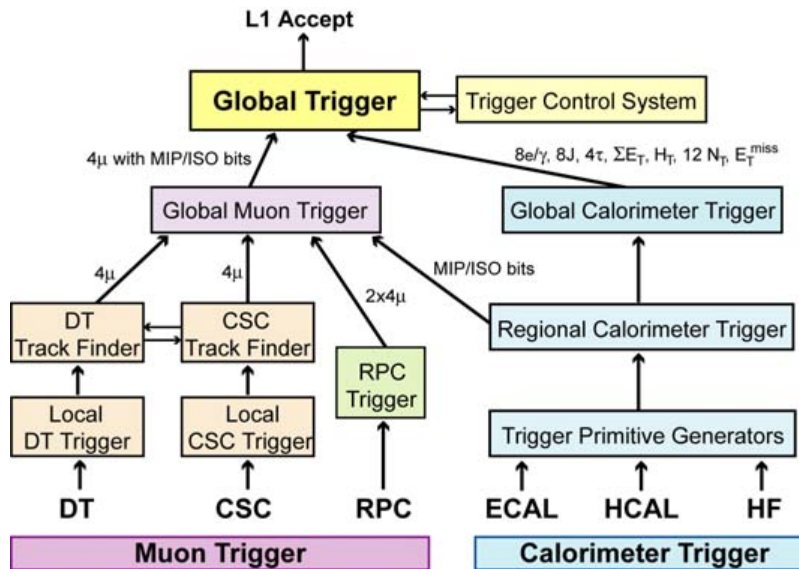 L1 Accept
Global Trigger
Trigger Control System
4μ with MIP/ISO bits
8e/γ, 8J, 4τ, ΣE_T, H_T, 12 N_T, E_T^miss
Global Muon Trigger
Global Calorimeter Trigger
4μ
4μ
MIP/ISO bits
2x4μ
DT
Track Finder
CSC
Track Finder
Regional Calorimeter Trigger
RPC
Trigger
Local
DT Trigger
Local
CSC Trigger
Trigger Primitive Generators
DT
CSC
RPC
ECAL
HCAL
HF
Muon Trigger
Calorimeter Trigger